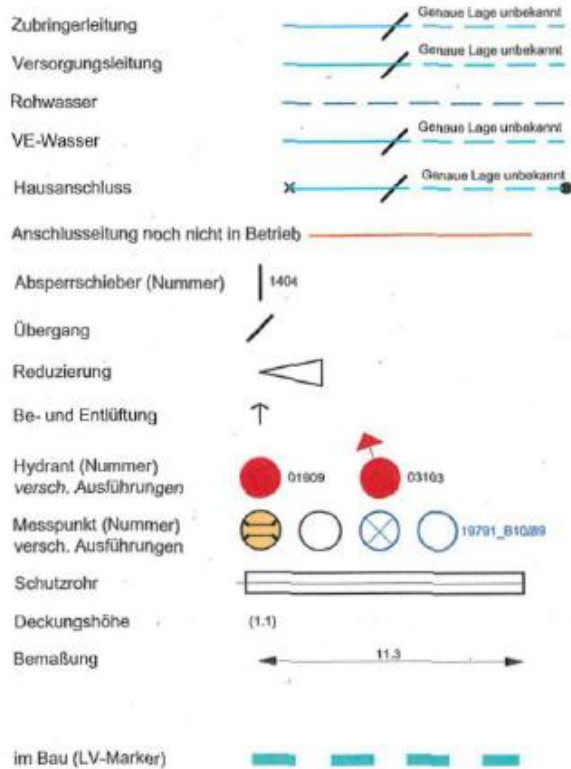 Zubringerleitung Genaue Lage unbekannt
Versorgungsleitung Genaue Lage unbekannt
Rohwasser
VE-Wasser Genaue Lage unbekannt
Hausanschluss Genaue Lage unbekannt
Anschlusseitung noch nicht in Betrieb
Absperrschieber (Nummer) 1404
Übergang
Reduzierung
Be- und Entlüftung
Hydrant (Nummer) 01909 03103
versch. Ausführungen
Messpunkt (Nummer) 19791_B10/89
versch. Ausführungen
Schutzrohr
Deckungshöhe (1.1)
Bemaßung 11.3
im Bau (LV-Marker)